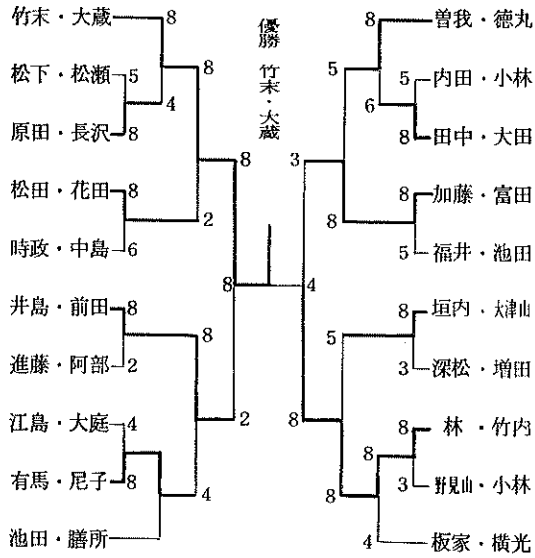 優勝 竹末・大蔵
竹末・大蔵 8
松下・松瀬 5
原田・長沢 8
松田・花田 8
時政・中島 6
井島・前田 8
進藤・阿部 2
江島・大庭 4
有馬・尼子 8
池田・膳所
4
8
2
8
4
8
2
8
曽我・徳丸 8
内田・小林 5
田中・大田 8
加藤・富田 8
福井・池田 5
垣内・大津山 8
深松・増田 3
林・竹内 8
野見山・小林 3
板家・横光 4
6
5
8
5
8
8
3
8
4